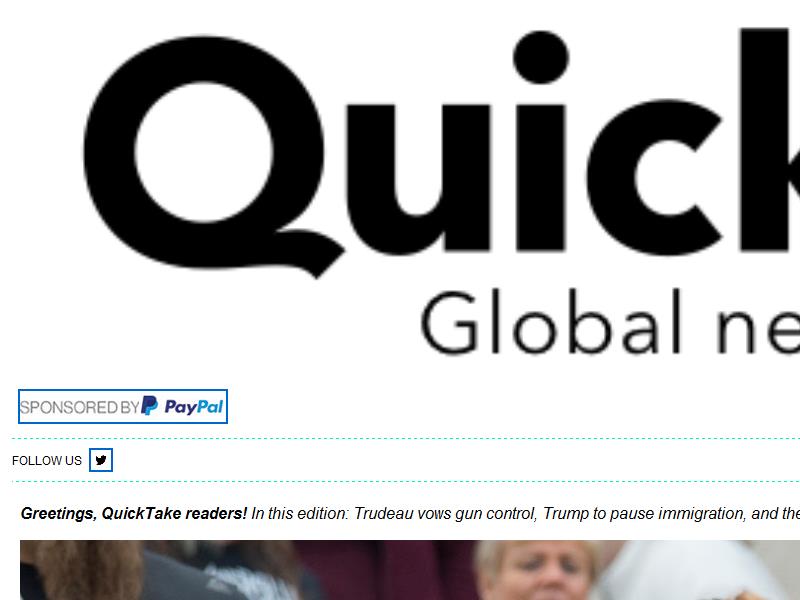 Quick
Global ne
SPONSORED BY PayPal
FOLLOW US
Greetings, QuickTake readers! In this edition: Trudeau vows gun control, Trump to pause immigration, and the